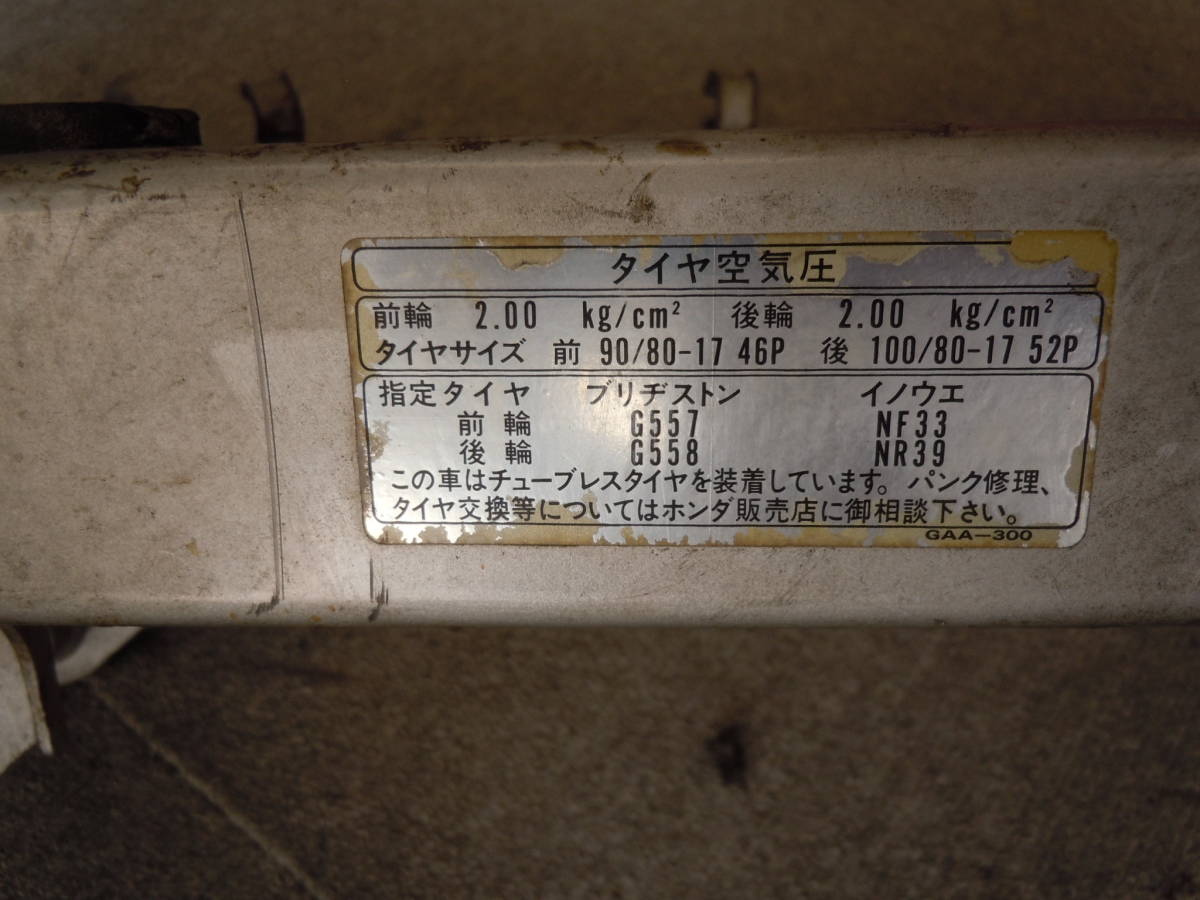 タイヤ空気圧
前輪 2.00 kg/cm² 後輪 2.00 kg/cm²
タイヤサイズ 前 90/80-17 46P 後 100/80-17 52P
指定タイヤ ブリヂストン イノウエ
前輪 G557 NF33
後輪 G558 NR39
この車はチューブレスタイヤを装着しています。パンク修理、
タイヤ交換等についてはホンダ販売店に御相談下さい。
GAA-300